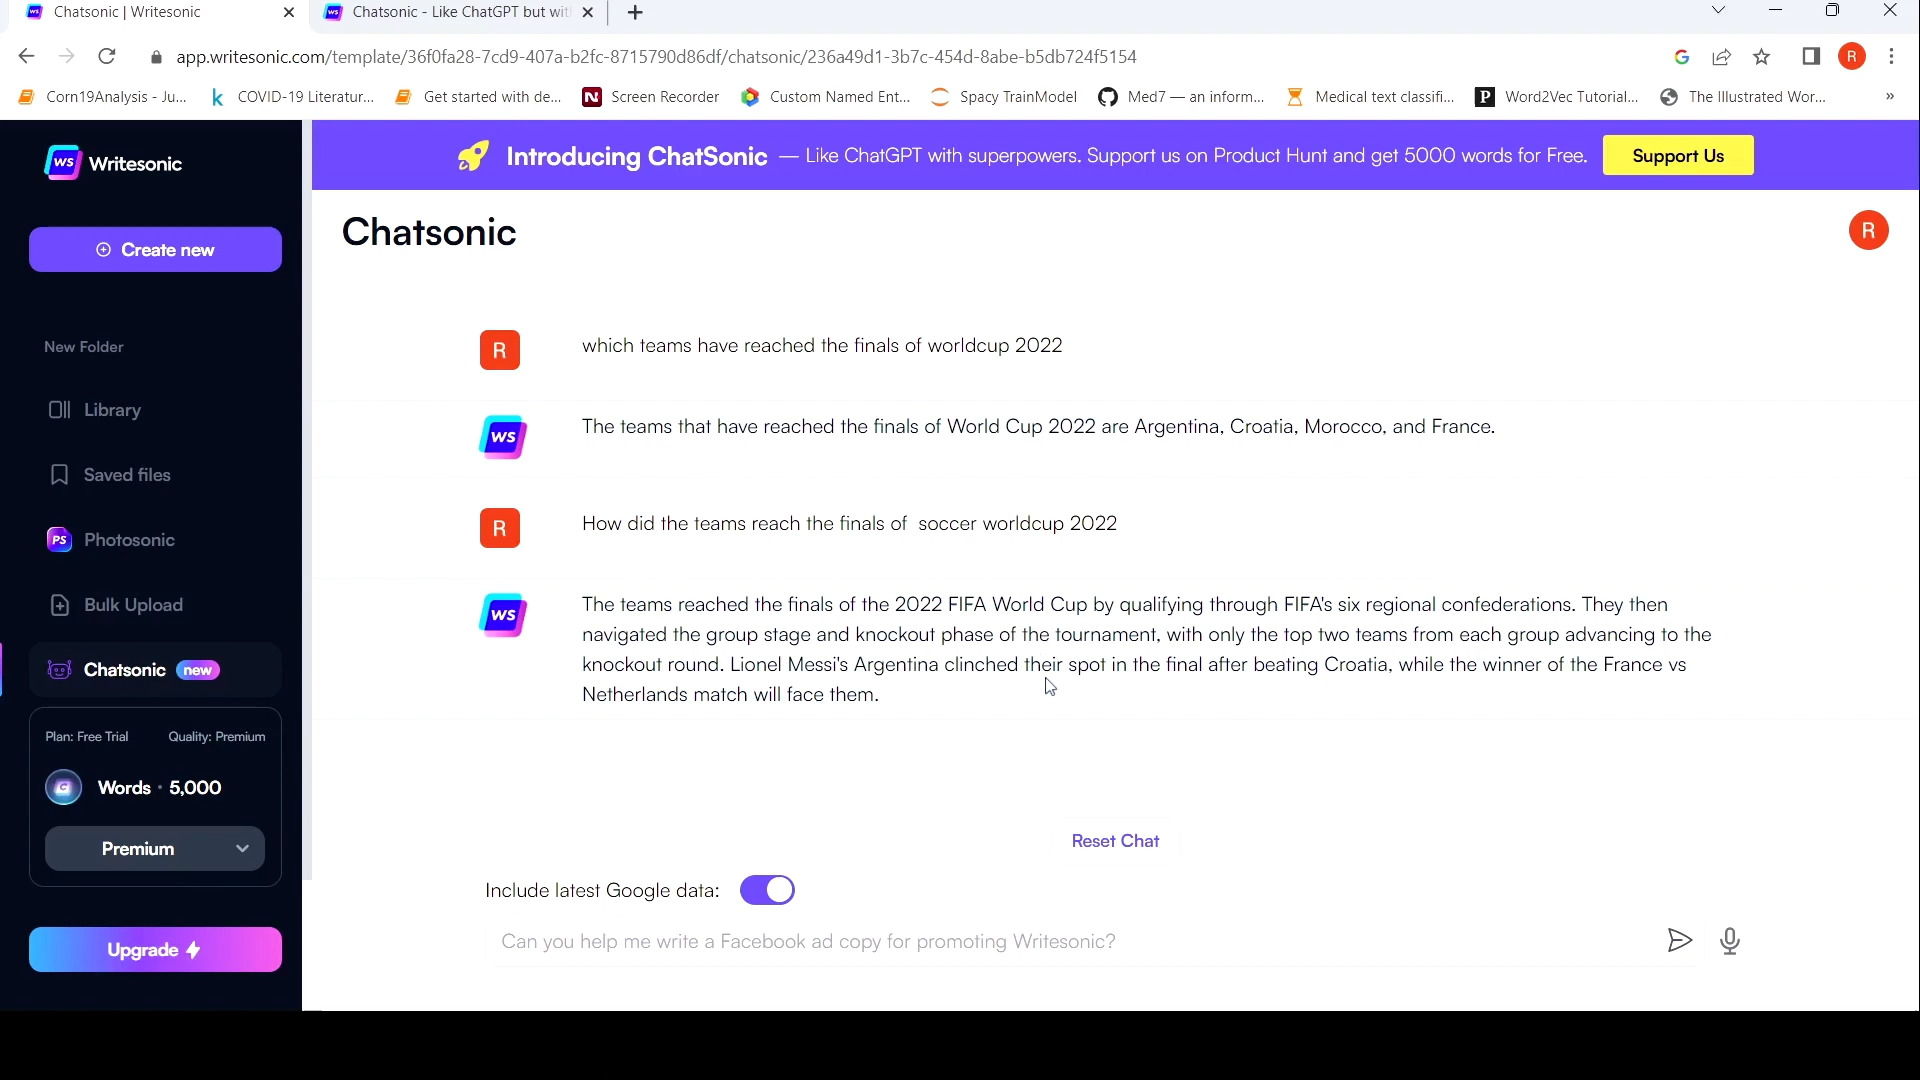 Chatsonic | Writesonic
Chatsonic - Like ChatGPT but wit
app.writesonic.com/template/36f0fa28-7cd9-407a-b2fc-8715790d86df/chatsonic/236a49d1-3b7c-454d-8abe-b5db724f5154
R
Corn19Analysis - Ju...
COVID-19 Literatur...
Get started with de...
Screen Recorder
Custom Named Ent...
Spacy TrainModel
Med7 — an inform...
Medical text classifi...
Word2Vec Tutorial...
The Illustrated Wor...
»
WS Writesonic
Introducing ChatSonic — Like ChatGPT with superpowers. Support us on Product Hunt and get 5000 words for Free.
Support Us
Create new
New Folder
Library
Saved files
PS Photosonic
Bulk Upload
Chatsonic new
Plan: Free Trial
Quality: Premium
Words · 5,000
Premium
Upgrade
Chatsonic
R
R
which teams have reached the finals of worldcup 2022
WS
The teams that have reached the finals of World Cup 2022 are Argentina, Croatia, Morocco, and France.
R
How did the teams reach the finals of soccer worldcup 2022
WS
The teams reached the finals of the 2022 FIFA World Cup by qualifying through FIFA's six regional confederations. They then
navigated the group stage and knockout phase of the tournament, with only the top two teams from each group advancing to the
knockout round. Lionel Messi's Argentina clinched their spot in the final after beating Croatia, while the winner of the France vs
Netherlands match will face them.
Reset Chat
Include latest Google data:
Can you help me write a Facebook ad copy for promoting Writesonic?